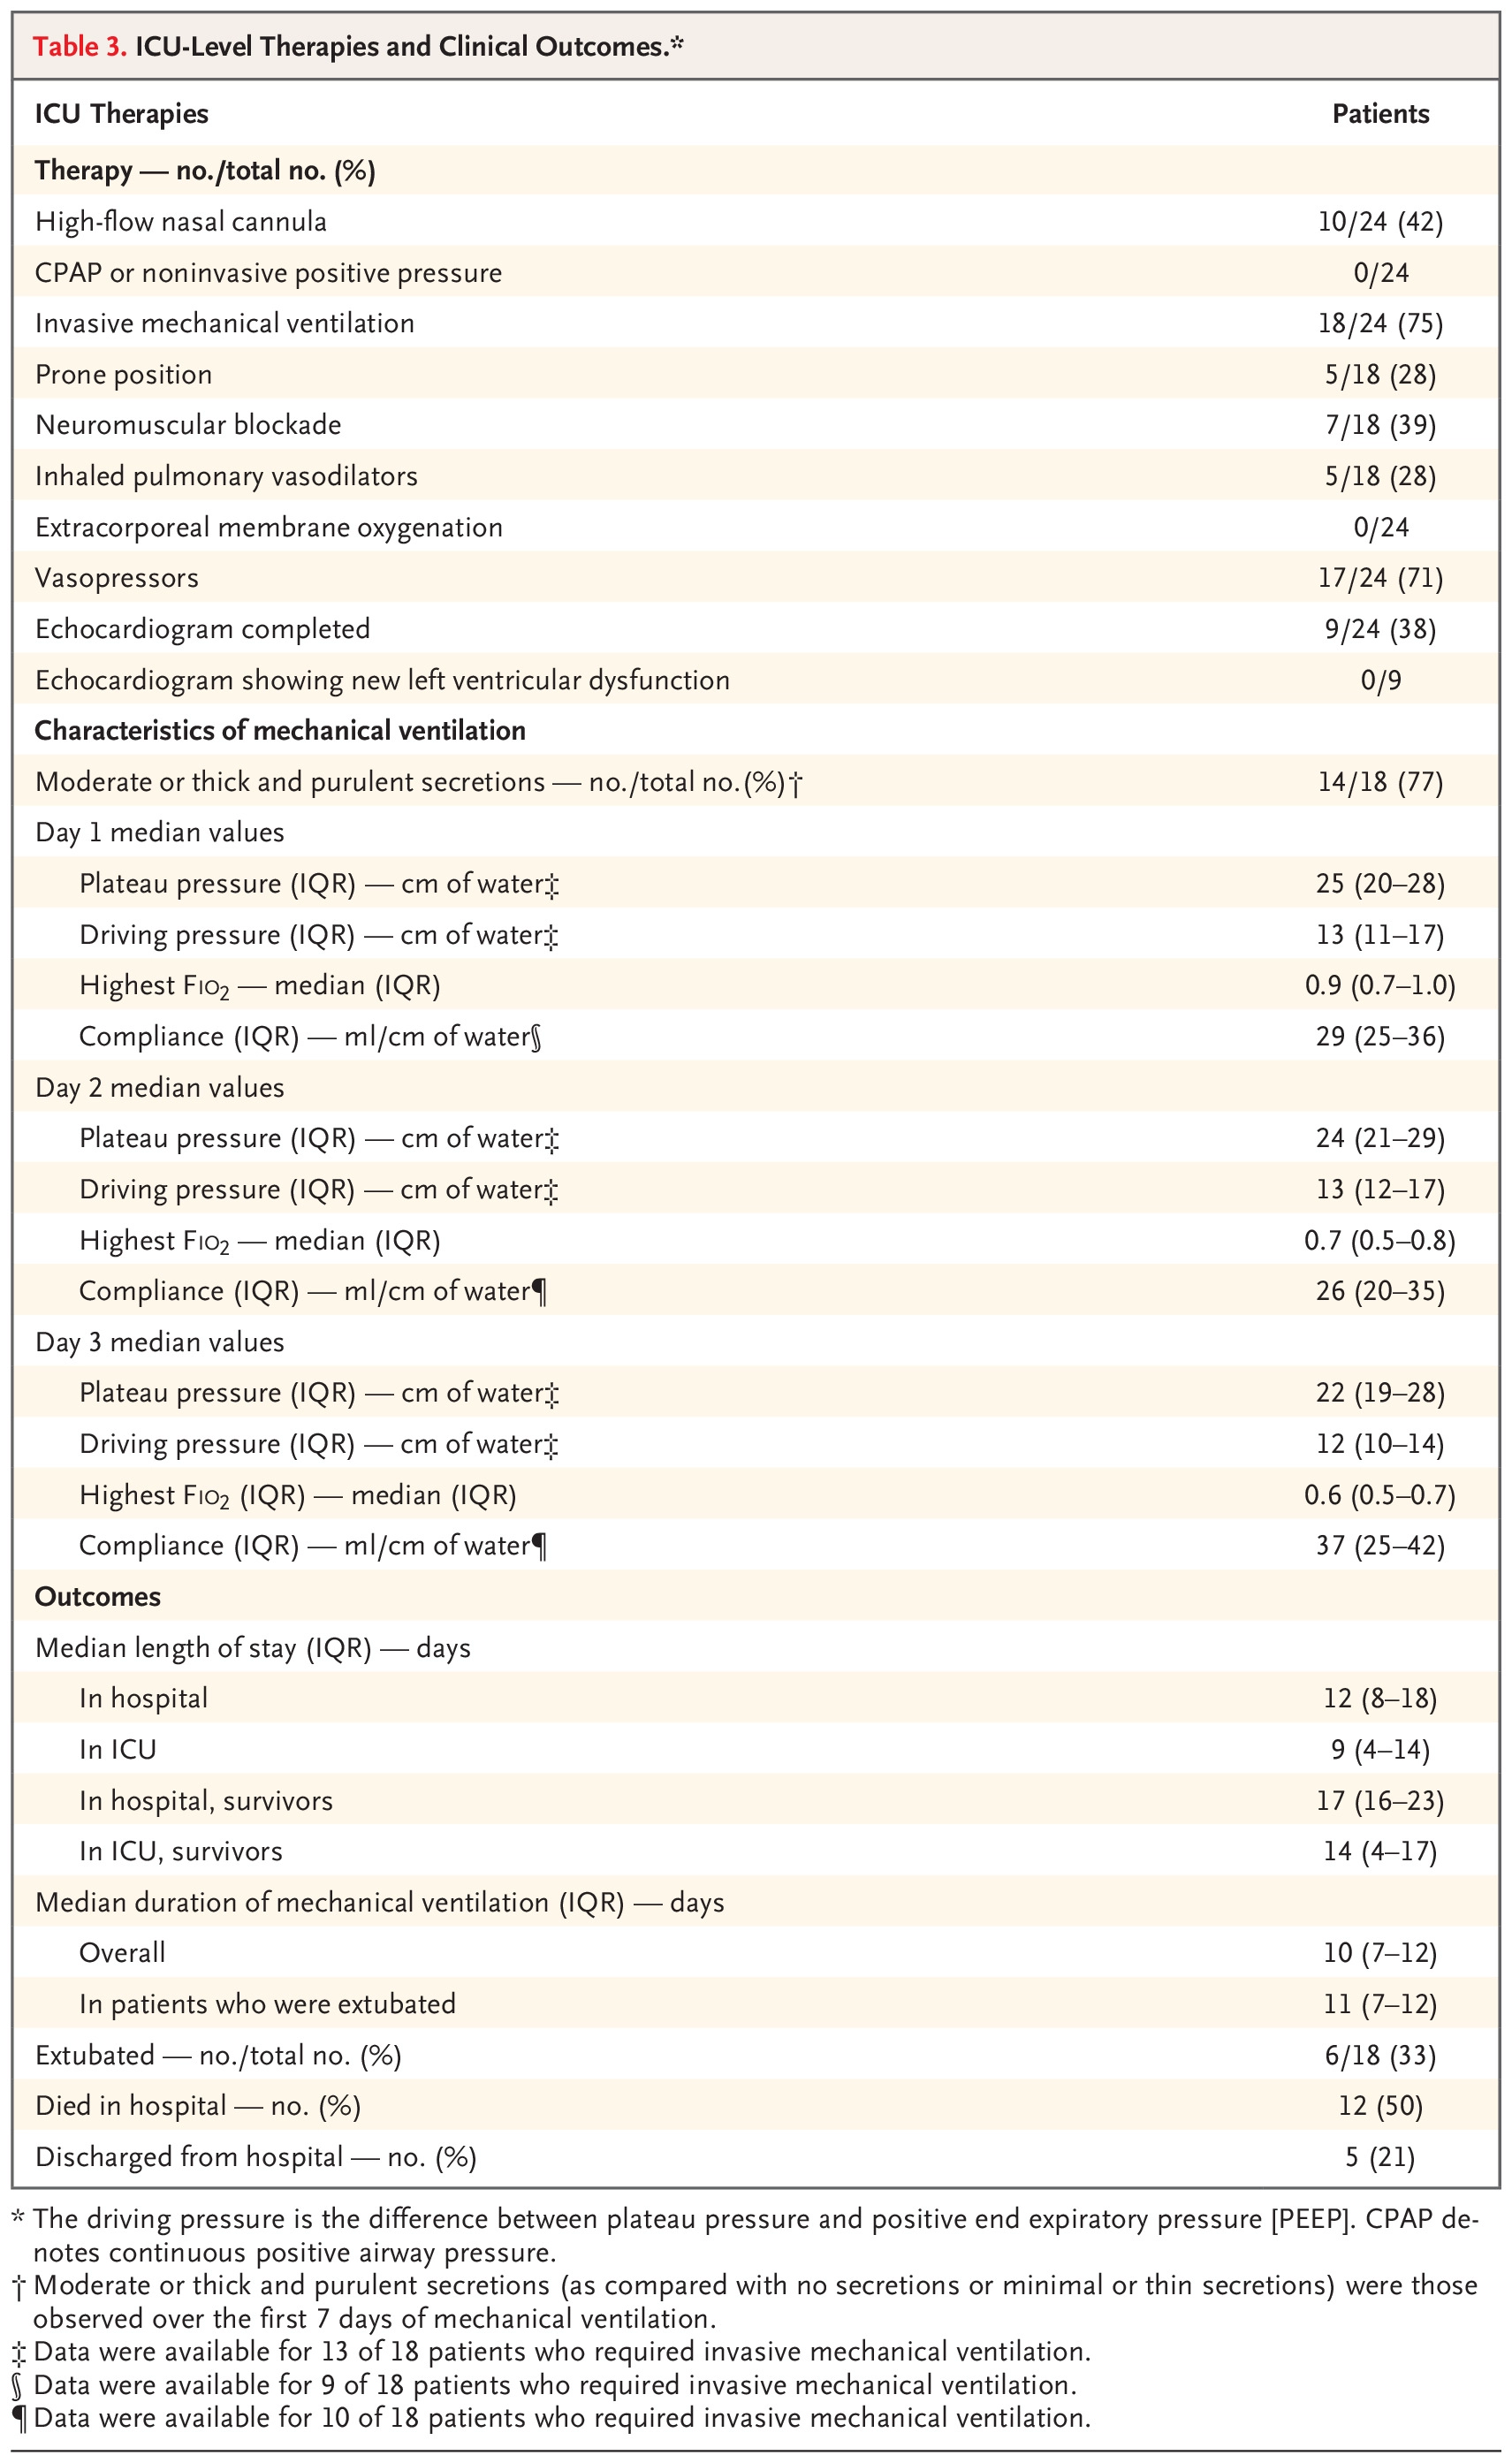 Table 3. ICU-Level Therapies and Clinical Outcomes.*
ICU Therapies Patients
Therapy — no./total no. (%)
High-flow nasal cannula 10/24 (42)
CPAP or noninvasive positive pressure 0/24
Invasive mechanical ventilation 18/24 (75)
Prone position 5/18 (28)
Neuromuscular blockade 7/18 (39)
Inhaled pulmonary vasodilators 5/18 (28)
Extracorporeal membrane oxygenation 0/24
Vasopressors 17/24 (71)
Echocardiogram completed 9/24 (38)
Echocardiogram showing new left ventricular dysfunction 0/9
Characteristics of mechanical ventilation
Moderate or thick and purulent secretions — no./total no.(%)† 14/18 (77)
Day 1 median values
Plateau pressure (IQR) — cm of water‡ 25 (20–28)
Driving pressure (IQR) — cm of water‡ 13 (11–17)
Highest FIO₂ — median (IQR) 0.9 (0.7–1.0)
Compliance (IQR) — ml/cm of water§ 29 (25–36)
Day 2 median values
Plateau pressure (IQR) — cm of water‡ 24 (21–29)
Driving pressure (IQR) — cm of water‡ 13 (12–17)
Highest FIO₂ — median (IQR) 0.7 (0.5–0.8)
Compliance (IQR) — ml/cm of water¶ 26 (20–35)
Day 3 median values
Plateau pressure (IQR) — cm of water‡ 22 (19–28)
Driving pressure (IQR) — cm of water‡ 12 (10–14)
Highest FIO₂ (IQR) — median (IQR) 0.6 (0.5–0.7)
Compliance (IQR) — ml/cm of water¶ 37 (25–42)
Outcomes
Median length of stay (IQR) — days
In hospital 12 (8–18)
In ICU 9 (4–14)
In hospital, survivors 17 (16–23)
In ICU, survivors 14 (4–17)
Median duration of mechanical ventilation (IQR) — days
Overall 10 (7–12)
In patients who were extubated 11 (7–12)
Extubated — no./total no. (%) 6/18 (33)
Died in hospital — no. (%) 12 (50)
Discharged from hospital — no. (%) 5 (21)
* The driving pressure is the difference between plateau pressure and positive end expiratory pressure [PEEP]. CPAP de-
notes continuous positive airway pressure.
† Moderate or thick and purulent secretions (as compared with no secretions or minimal or thin secretions) were those
observed over the first 7 days of mechanical ventilation.
‡ Data were available for 13 of 18 patients who required invasive mechanical ventilation.
§ Data were available for 9 of 18 patients who required invasive mechanical ventilation.
¶ Data were available for 10 of 18 patients who required invasive mechanical ventilation.